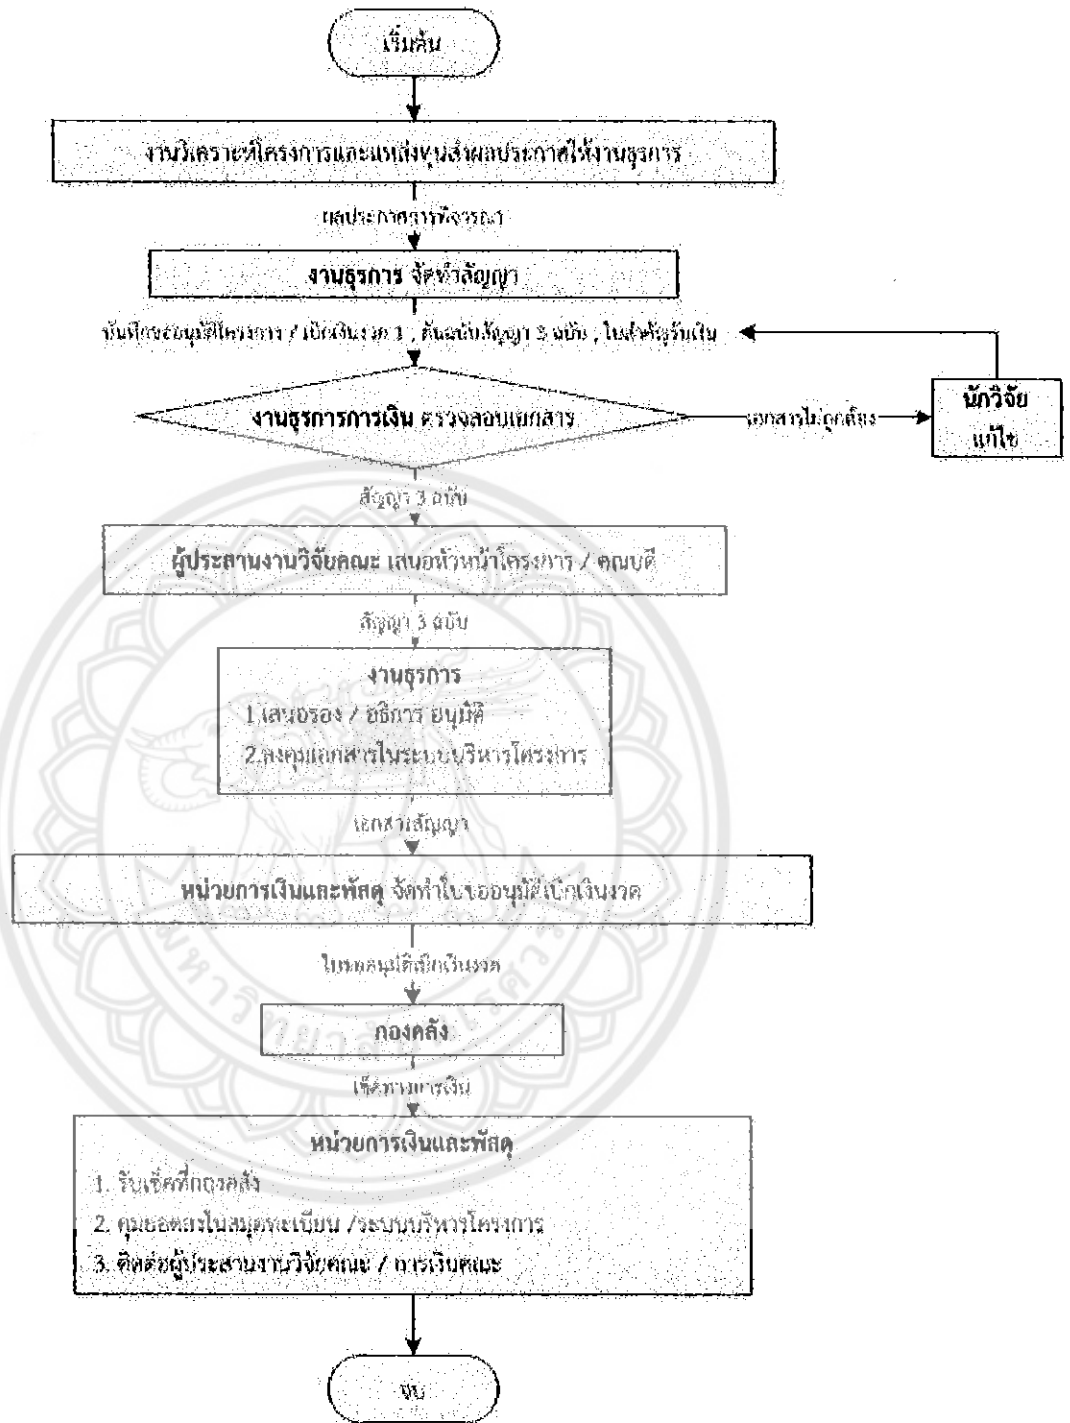 เริ่มต้น
งานวิเคราะห์โครงการและแหล่งทุนส่งผลประกาศให้งานธุรการ
ผลประกาศการพิจารณา
งานธุรการ จัดทำสัญญา
บันทึกขออนุมัติโครงการ / เบิกเงินงวด 1 , ต้นฉบับสัญญา 3 ฉบับ , ใบสำคัญรับเงิน
งานธุรการการเงิน ตรวจสอบเอกสาร
เอกสารไม่ถูกต้อง
นักวิจัย
แก้ไข
สัญญา 3 ฉบับ
ผู้ประสานงานวิจัยคณะ เสนอหัวหน้าโครงการ / คณบดี
สัญญา 3 ฉบับ
งานธุรการ
1.เสนอรอง / อธิการ อนุมัติ
2.ลงคุมเอกสารในระบบบริหารโครงการ
เอกสารสัญญา
หน่วยการเงินและพัสดุ จัดทำใบขออนุมัติเบิกเงินงวด
ใบขออนุมัติเบิกเงินงวด
กองคลัง
เช็คทางการเงิน
หน่วยการเงินและพัสดุ
1. รับเช็คที่กองคลัง
2. คุมยอดลงในสมุดทะเบียน /ระบบบริหารโครงการ
3. ติดต่อผู้ประสานงานวิจัยคณะ / การเงินคณะ
จบ
มหาวิทยาลัยนเรศวร